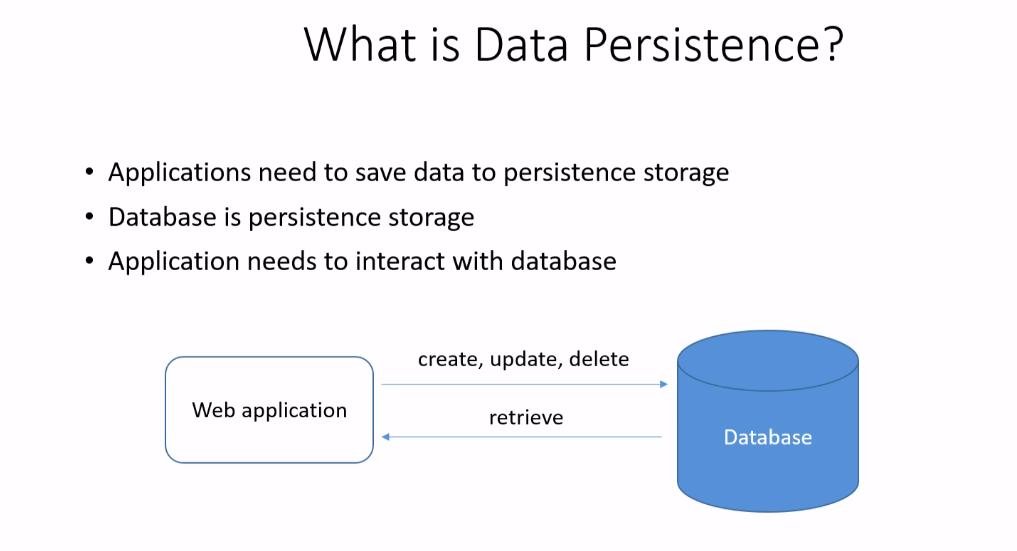 What is Data Persistence?
• Applications need to save data to persistence storage
• Database is persistence storage
• Application needs to interact with database
create, update, delete
Web application
retrieve
Database